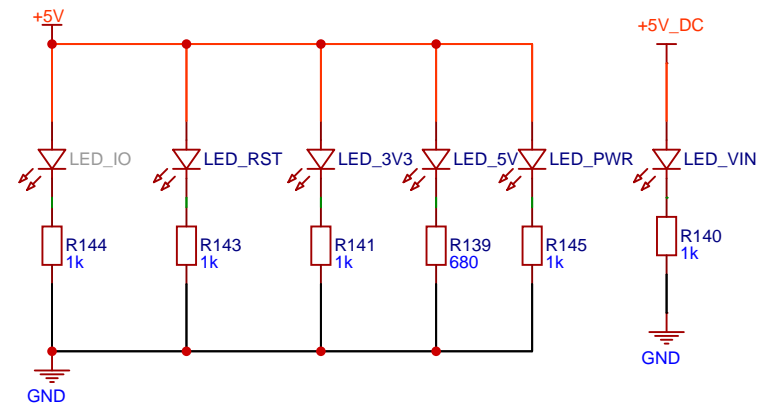 +5V
+5V_DC
LED_IO
LED_RST
LED_3V3
LED_5V
LED_PWR
LED_VIN
R144
1k
R143
1k
R141
1k
R139
680
R145
1k
R140
1k
GND
GND